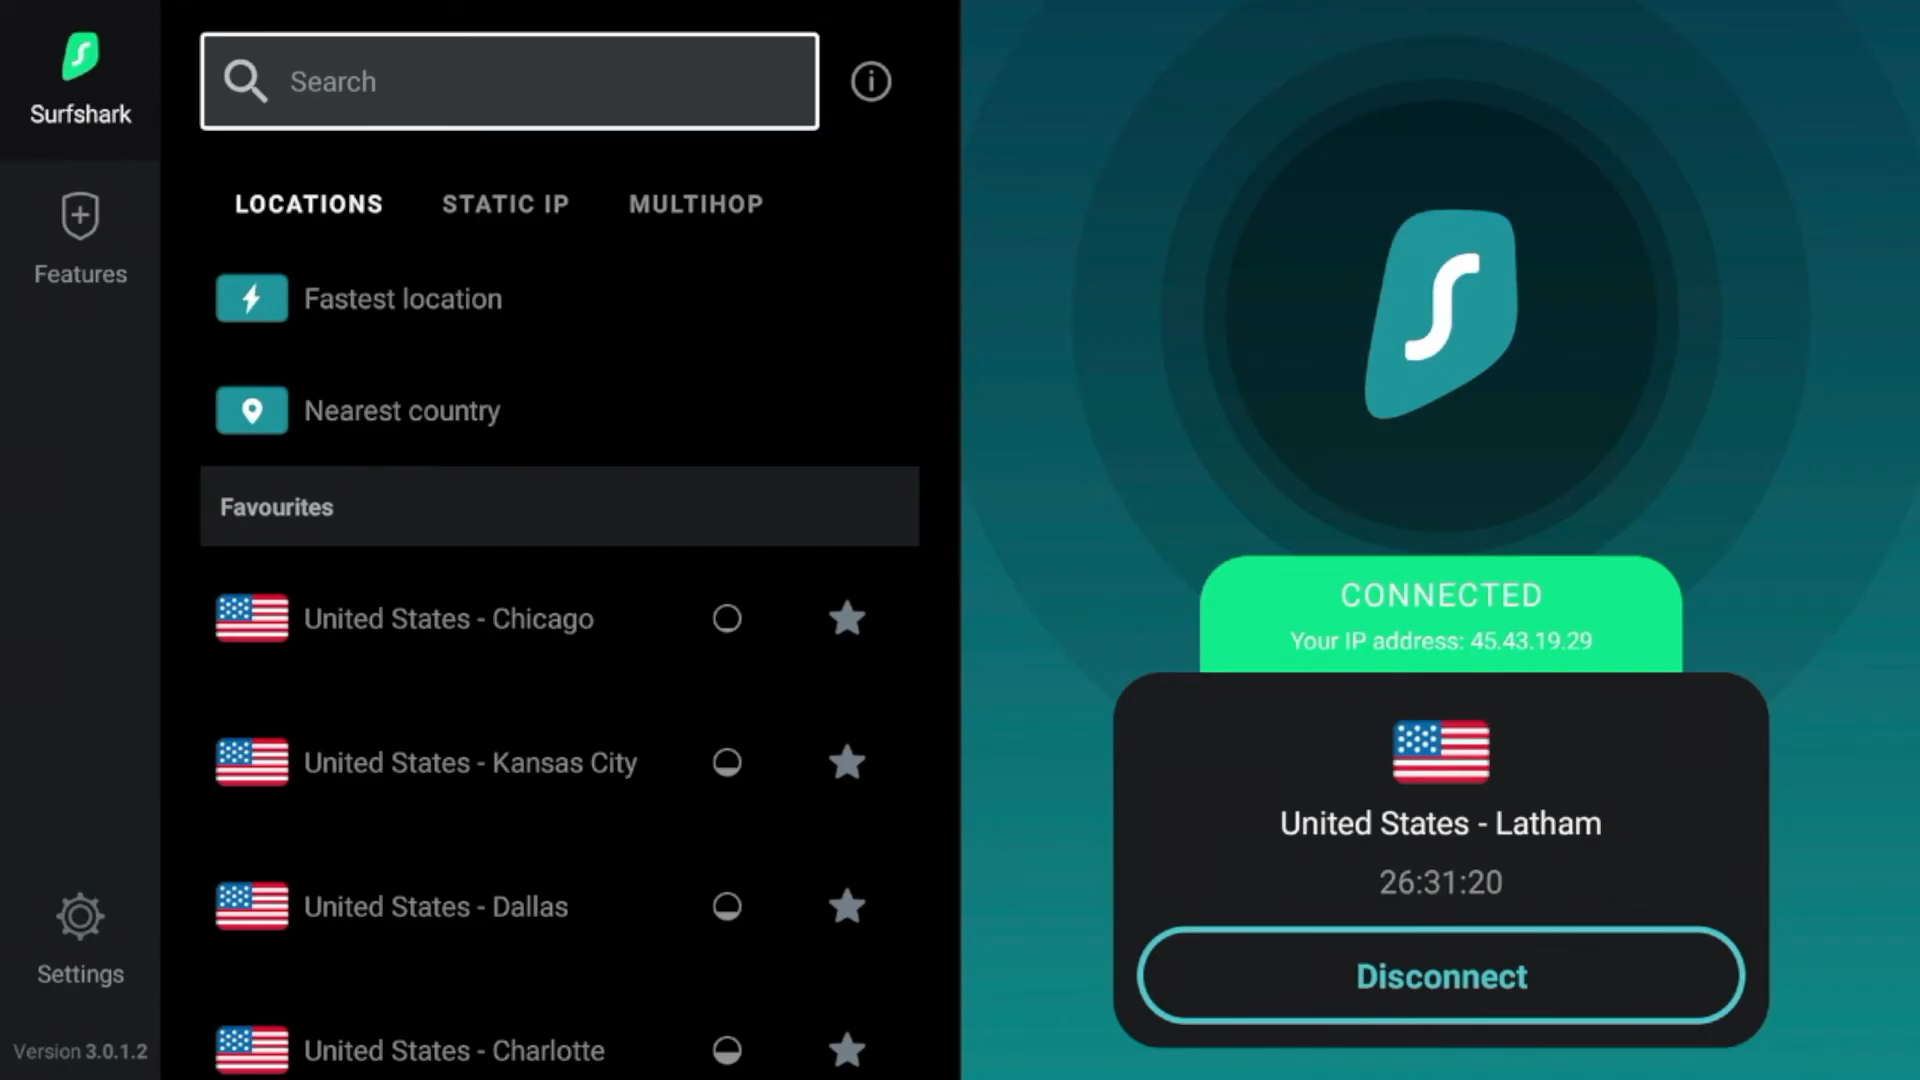 Surfshark
Features
Settings
Version 3.0.1.2
Search
LOCATIONS
STATIC IP
MULTIHOP
Fastest location
Nearest country
Favourites
United States - Chicago
United States - Kansas City
United States - Dallas
United States - Charlotte
CONNECTED
Your IP address: 45.43.19.29
United States - Latham
26:31:20
Disconnect